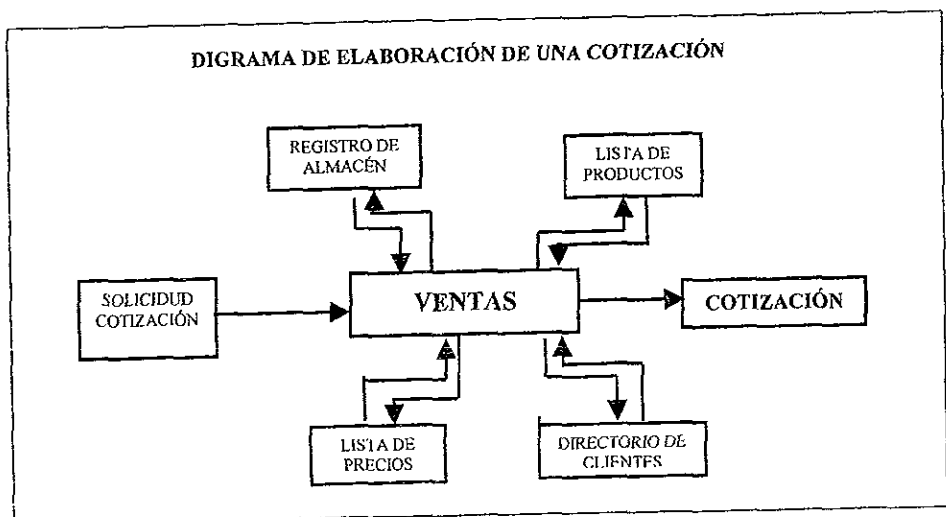 DIGRAMA DE ELABORACIÓN DE UNA COTIZACIÓN
REGISTRO DE
ALMACÉN
LISTA DE
PRODUCTOS
SOLICIDUD
COTIZACIÓN
VENTAS
COTIZACIÓN
LISTA DE
PRECIOS
DIRECTORIO DE
CLIENTES